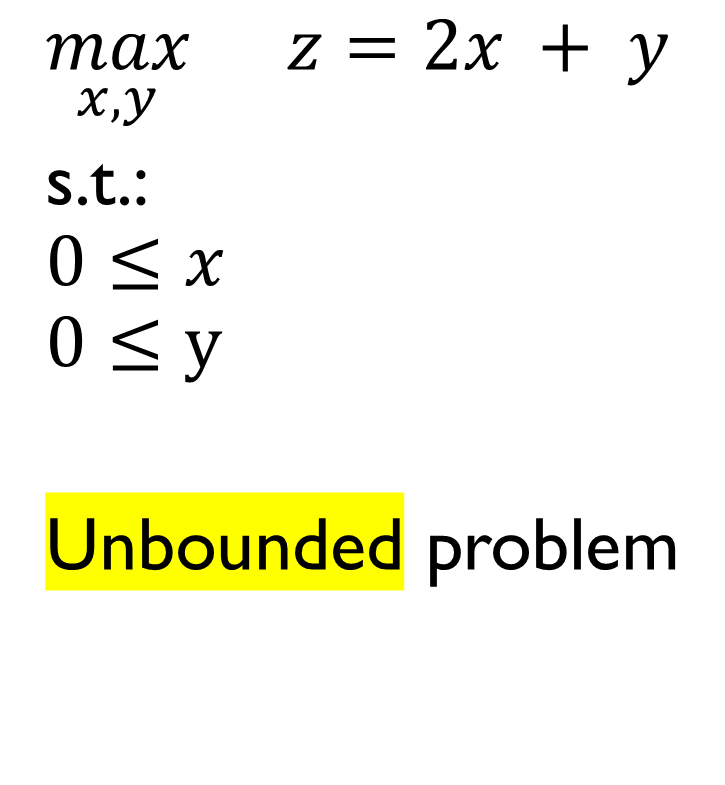 max z = 2x + y
x,y
s.t.:
0 ≤ x
0 ≤ y
Unbounded problem